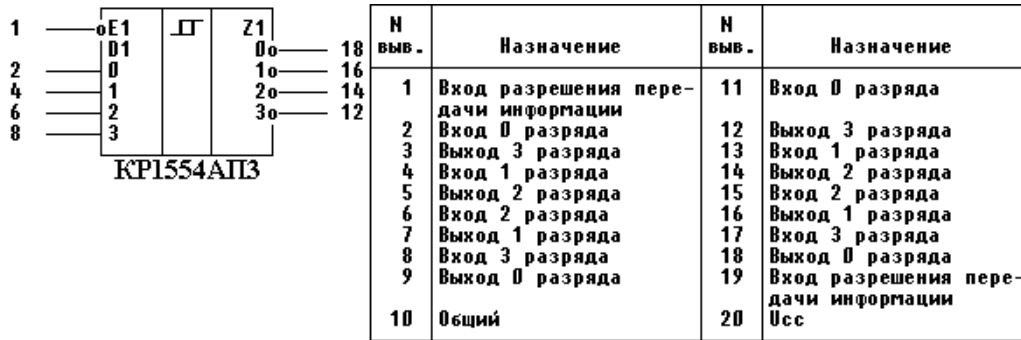 1 E1 Z1
D1 0 18
2 0 1 16
4 1 2 14
6 2 3 12
8 3
КР1554АП3
N выв. Назначение N выв. Назначение
1 Вход разрешения пере- 11 Вход 0 разряда
дачи информации
2 Вход 0 разряда 12 Выход 3 разряда
3 Выход 3 разряда 13 Вход 1 разряда
4 Вход 1 разряда 14 Выход 2 разряда
5 Выход 2 разряда 15 Вход 2 разряда
6 Вход 2 разряда 16 Выход 1 разряда
7 Выход 1 разряда 17 Вход 3 разряда
8 Вход 3 разряда 18 Выход 0 разряда
9 Выход 0 разряда 19 Вход разрешения пере-
дачи информации
10 Общий 20 Ucc